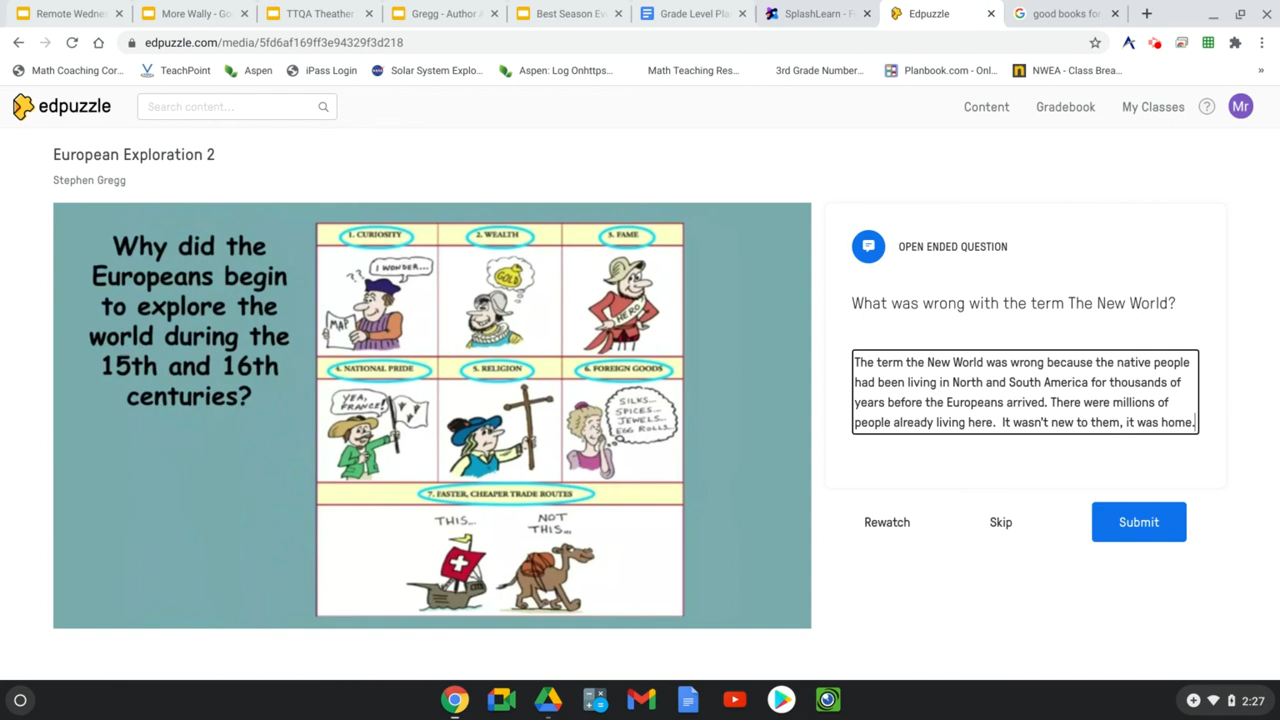 Remote Wednes
More Wally - Go
TTQA Theather
Gregg - Author A
Best Season Ev
Grade Level Pla
SplashLearn - F
Edpuzzle
good books for
edpuzzle.com/media/5fd6af169ff3e94329f3d218
Math Coaching Cor...
TeachPoint
Aspen
iPass Login
Solar System Explo...
Aspen: Log Onhttps...
Math Teaching Res...
3rd Grade Number...
Planbook.com - Onl...
NWEA - Class Brea...
»
edpuzzle
Search content...
Content
Gradebook
My Classes
?
Mr
European Exploration 2
Stephen Gregg
Why did the
Europeans begin
to explore the
world during the
15th and 16th
centuries?
1. CURIOSITY
2. WEALTH
3. FAME
??
I WONDER...
MAP
GOLD
HERO
4. NATIONAL PRIDE
5. RELIGION
6. FOREIGN GOODS
YEA,
FRANCE!
SILKS...
SPICES...
JEWELS...
EGG ROLLS...
7. FASTER, CHEAPER TRADE ROUTES
THIS...
NOT
THIS...
OPEN ENDED QUESTION
What was wrong with the term The New World?
The term the New World was wrong because the native people
had been living in North and South America for thousands of
years before the Europeans arrived. There were millions of
people already living here.  It wasn't new to them, it was home.
Rewatch
Skip
Submit
2:27